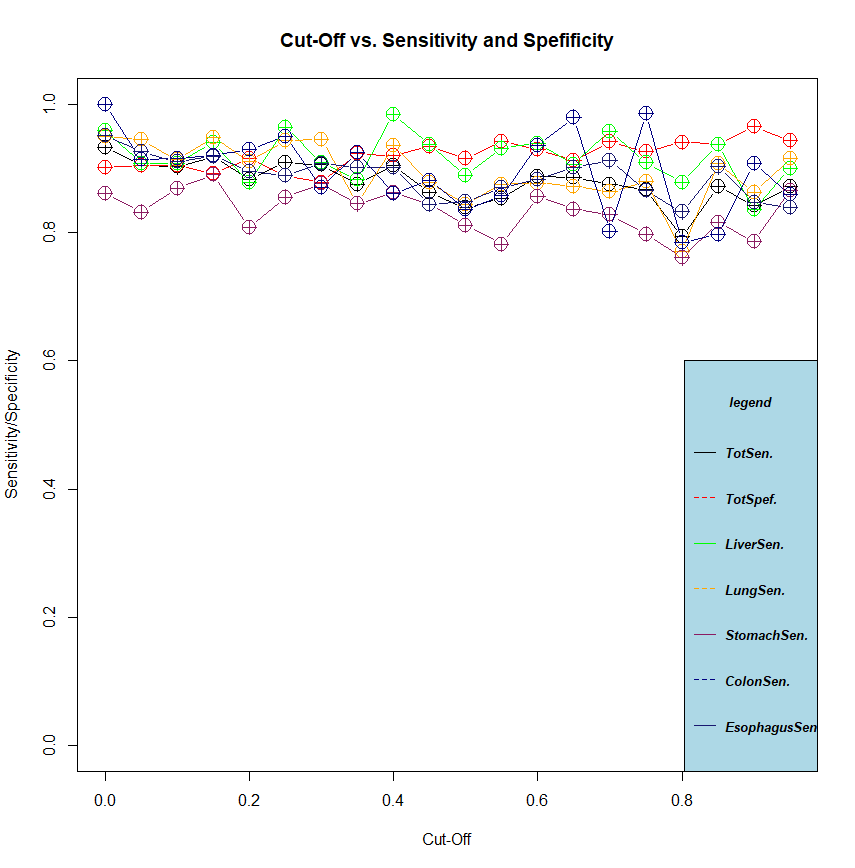 Cut-Off vs. Sensitivity and Spefificity
Sensitivity/Specificity
1.0
0.8
0.6
0.4
0.2
0.0
legend
TotSen.
TotSpef.
LiverSen.
LungSen.
StomachSen.
ColonSen.
EsophagusSen
0.0 0.2 0.4 0.6 0.8
Cut-Off